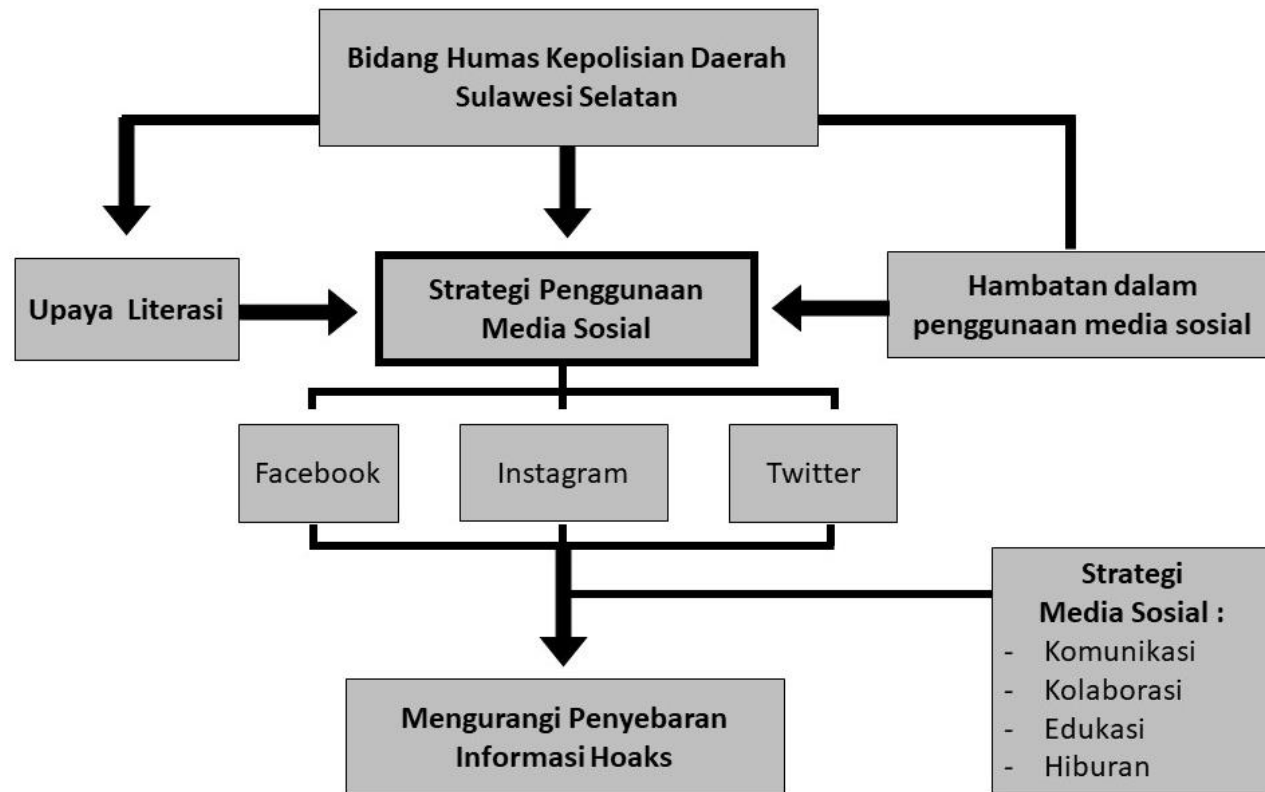 Bidang Humas Kepolisian Daerah
Sulawesi Selatan
Upaya Literasi
Strategi Penggunaan
Media Sosial
Hambatan dalam
penggunaan media sosial
Facebook
Instagram
Twitter
Strategi
Media Sosial :
- Komunikasi
- Kolaborasi
- Edukasi
- Hiburan
Mengurangi Penyebaran
Informasi Hoaks